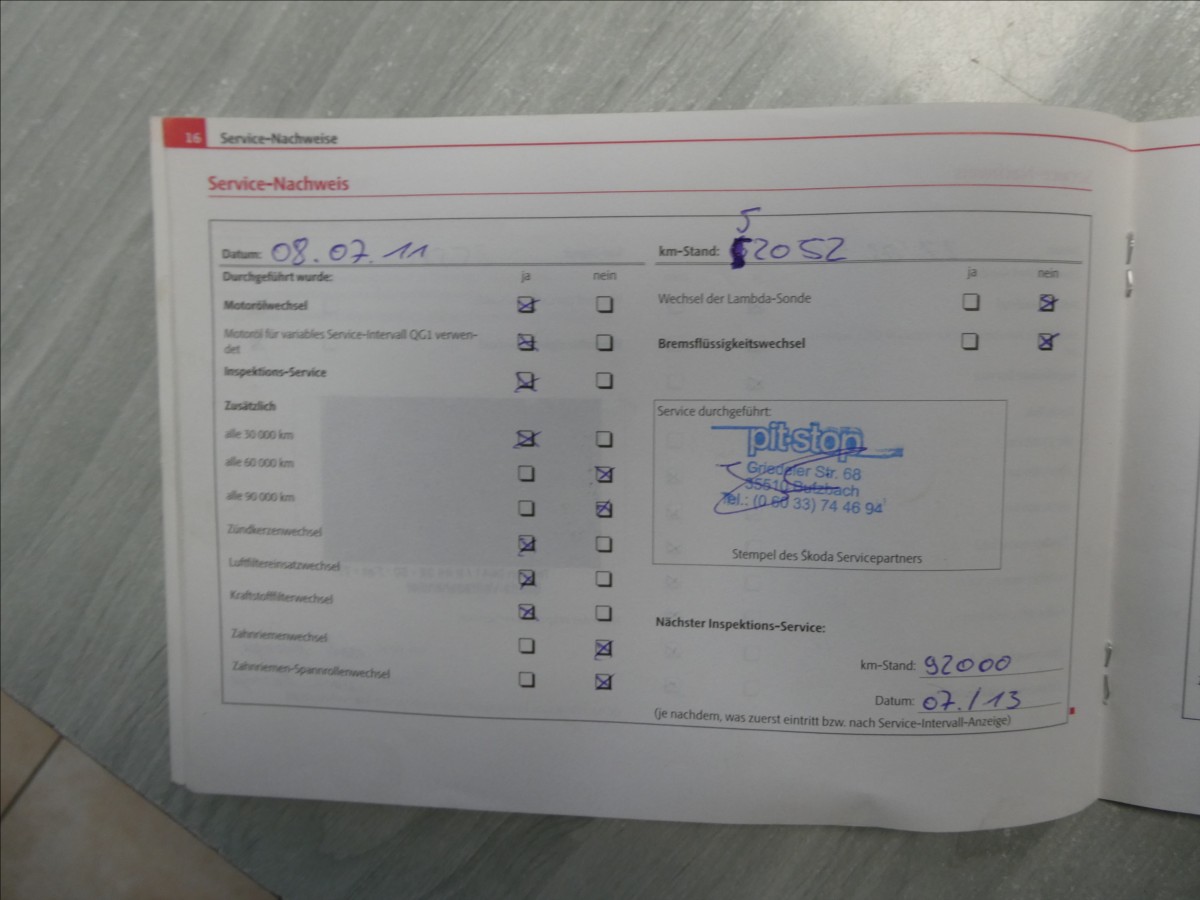 16 Service-Nachweise
Service-Nachweis
Datum: 08.07.11
km-Stand: 52052
Durchgeführt wurde: ja nein
ja nein
Motorölwechsel
Wechsel der Lambda-Sonde
Motoröl für variables Service-Intervall QG1 verwen-
det
Bremsflüssigkeitswechsel
Inspektions-Service
Zusätzlich
alle 30 000 km
alle 60 000 km
alle 90 000 km
Zündkerzenwechsel
Luftfiltereinsatzwechsel
Kraftstofffilterwechsel
Zahnriemenwechsel
Zahnriemen-Spannrollenwechsel
Service durchgeführt:
pit-stop
Griedeler Str. 68
35510 Butzbach
Tel.: (0 60 33) 74 46 94
Stempel des Škoda Servicepartners
Nächster Inspektions-Service:
km-Stand: 92000
Datum: 07./13
(je nachdem, was zuerst eintritt bzw. nach Service-Intervall-Anzeige)